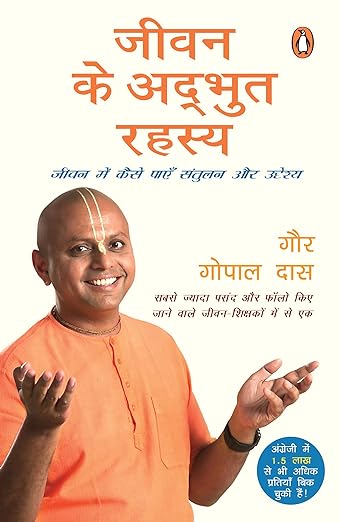 जीवन
के अद्भुत
रहस्य
जीवन में कैसे पाएँ संतुलन और उद्देश्य
गौर
गोपाल दास
सबसे ज्यादा पसंद और फॉलो किए
जाने वाले जीवन-शिक्षकों में से एक
अंग्रेजी में
1.5 लाख
से भी अधिक
प्रतियाँ बिक
चुकी हैं!